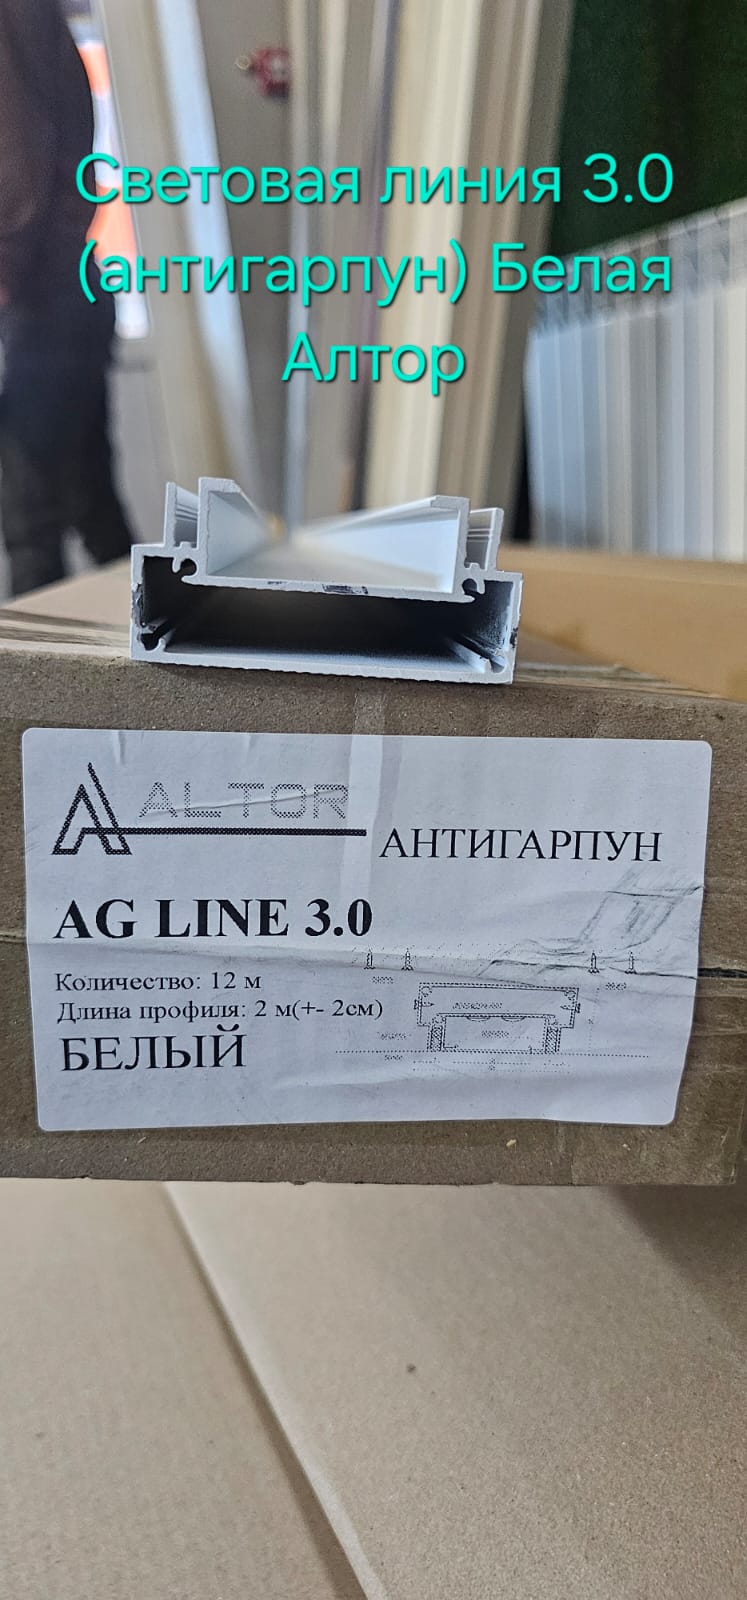 Световая линия 3.0
(антигарпун) Белая
Алтор
ALTOR
АНТИГАРПУН
AG LINE 3.0
Количество: 12 м
Длина профиля: 2 м(+- 2см)
БЕЛЫЙ